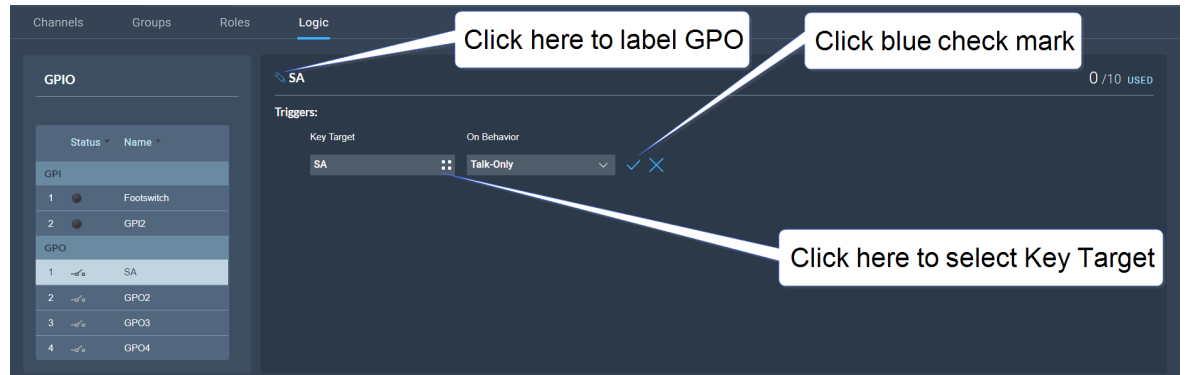 Channels Groups Roles Logic
Click here to label GPO
Click blue check mark
GPIO
SA
0 /10 USED
Triggers:
Key Target On Behavior
SA Talk-Only
Status Name
GPI
1 Footswitch
2 GPI2
GPO
1 SA
2 GPO2
3 GPO3
4 GPO4
Click here to select Key Target